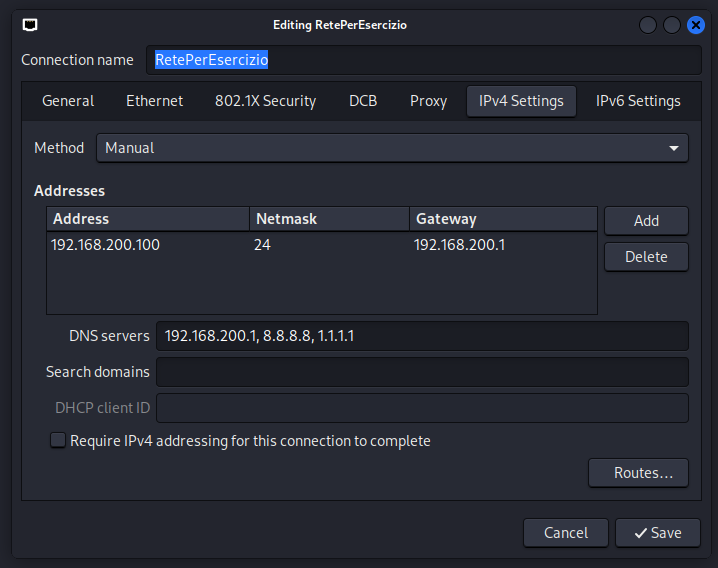 Editing RetePerEsercizio
Connection name RetePerEsercizio
General Ethernet 802.1X Security DCB Proxy IPv4 Settings IPv6 Settings
Method Manual
Addresses
Address Netmask Gateway Add
192.168.200.100 24 192.168.200.1
Delete
DNS servers 192.168.200.1, 8.8.8.8, 1.1.1.1
Search domains
DHCP client ID
Require IPv4 addressing for this connection to complete
Routes...
Cancel Save